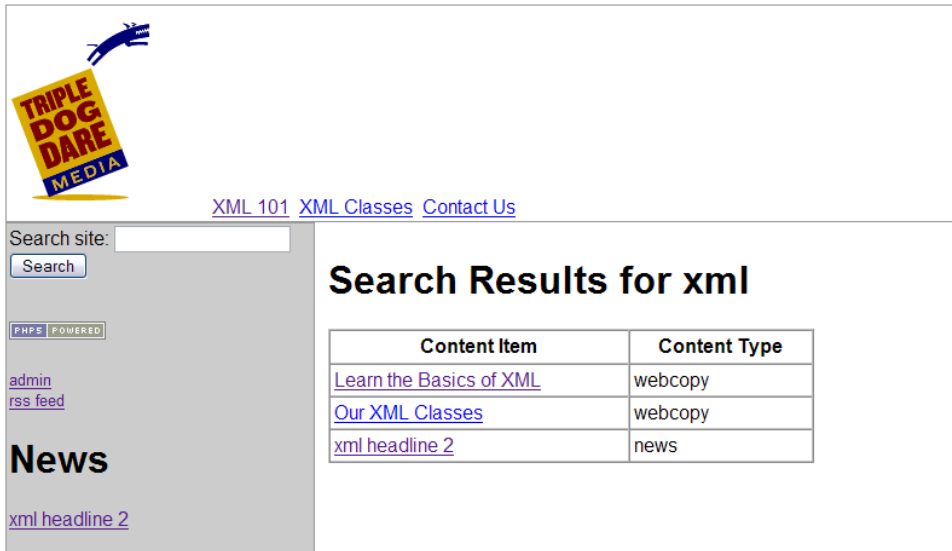 TRIPLE
DOG
DARE
MEDIA
XML 101 XML Classes Contact Us
Search site:
Search
PHP5 POWERED
admin
rss feed
News
xml headline 2
Search Results for xml
Content Item Content Type
Learn the Basics of XML webcopy
Our XML Classes webcopy
xml headline 2 news